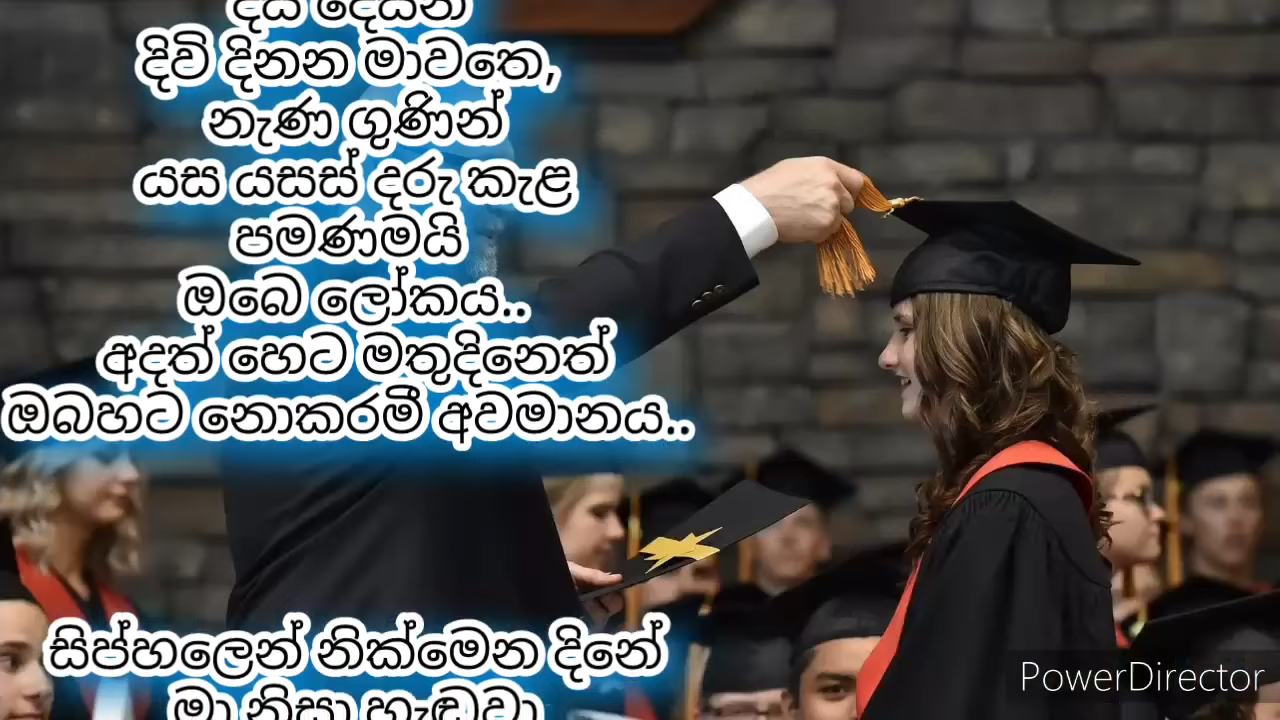 දිවි දිනන මාවතෙ,
නැණ ගුණින්
යස යසස් දරු කැළ
පමණමයි
ඔබෙ ලෝකය..
අදත් හෙට මතුදිනෙත්
ඔබහට නොකරමී අවමානය..
සිප්හලෙන් නික්මෙන දිනේ
මා නිසා හැඬුවා
PowerDirector